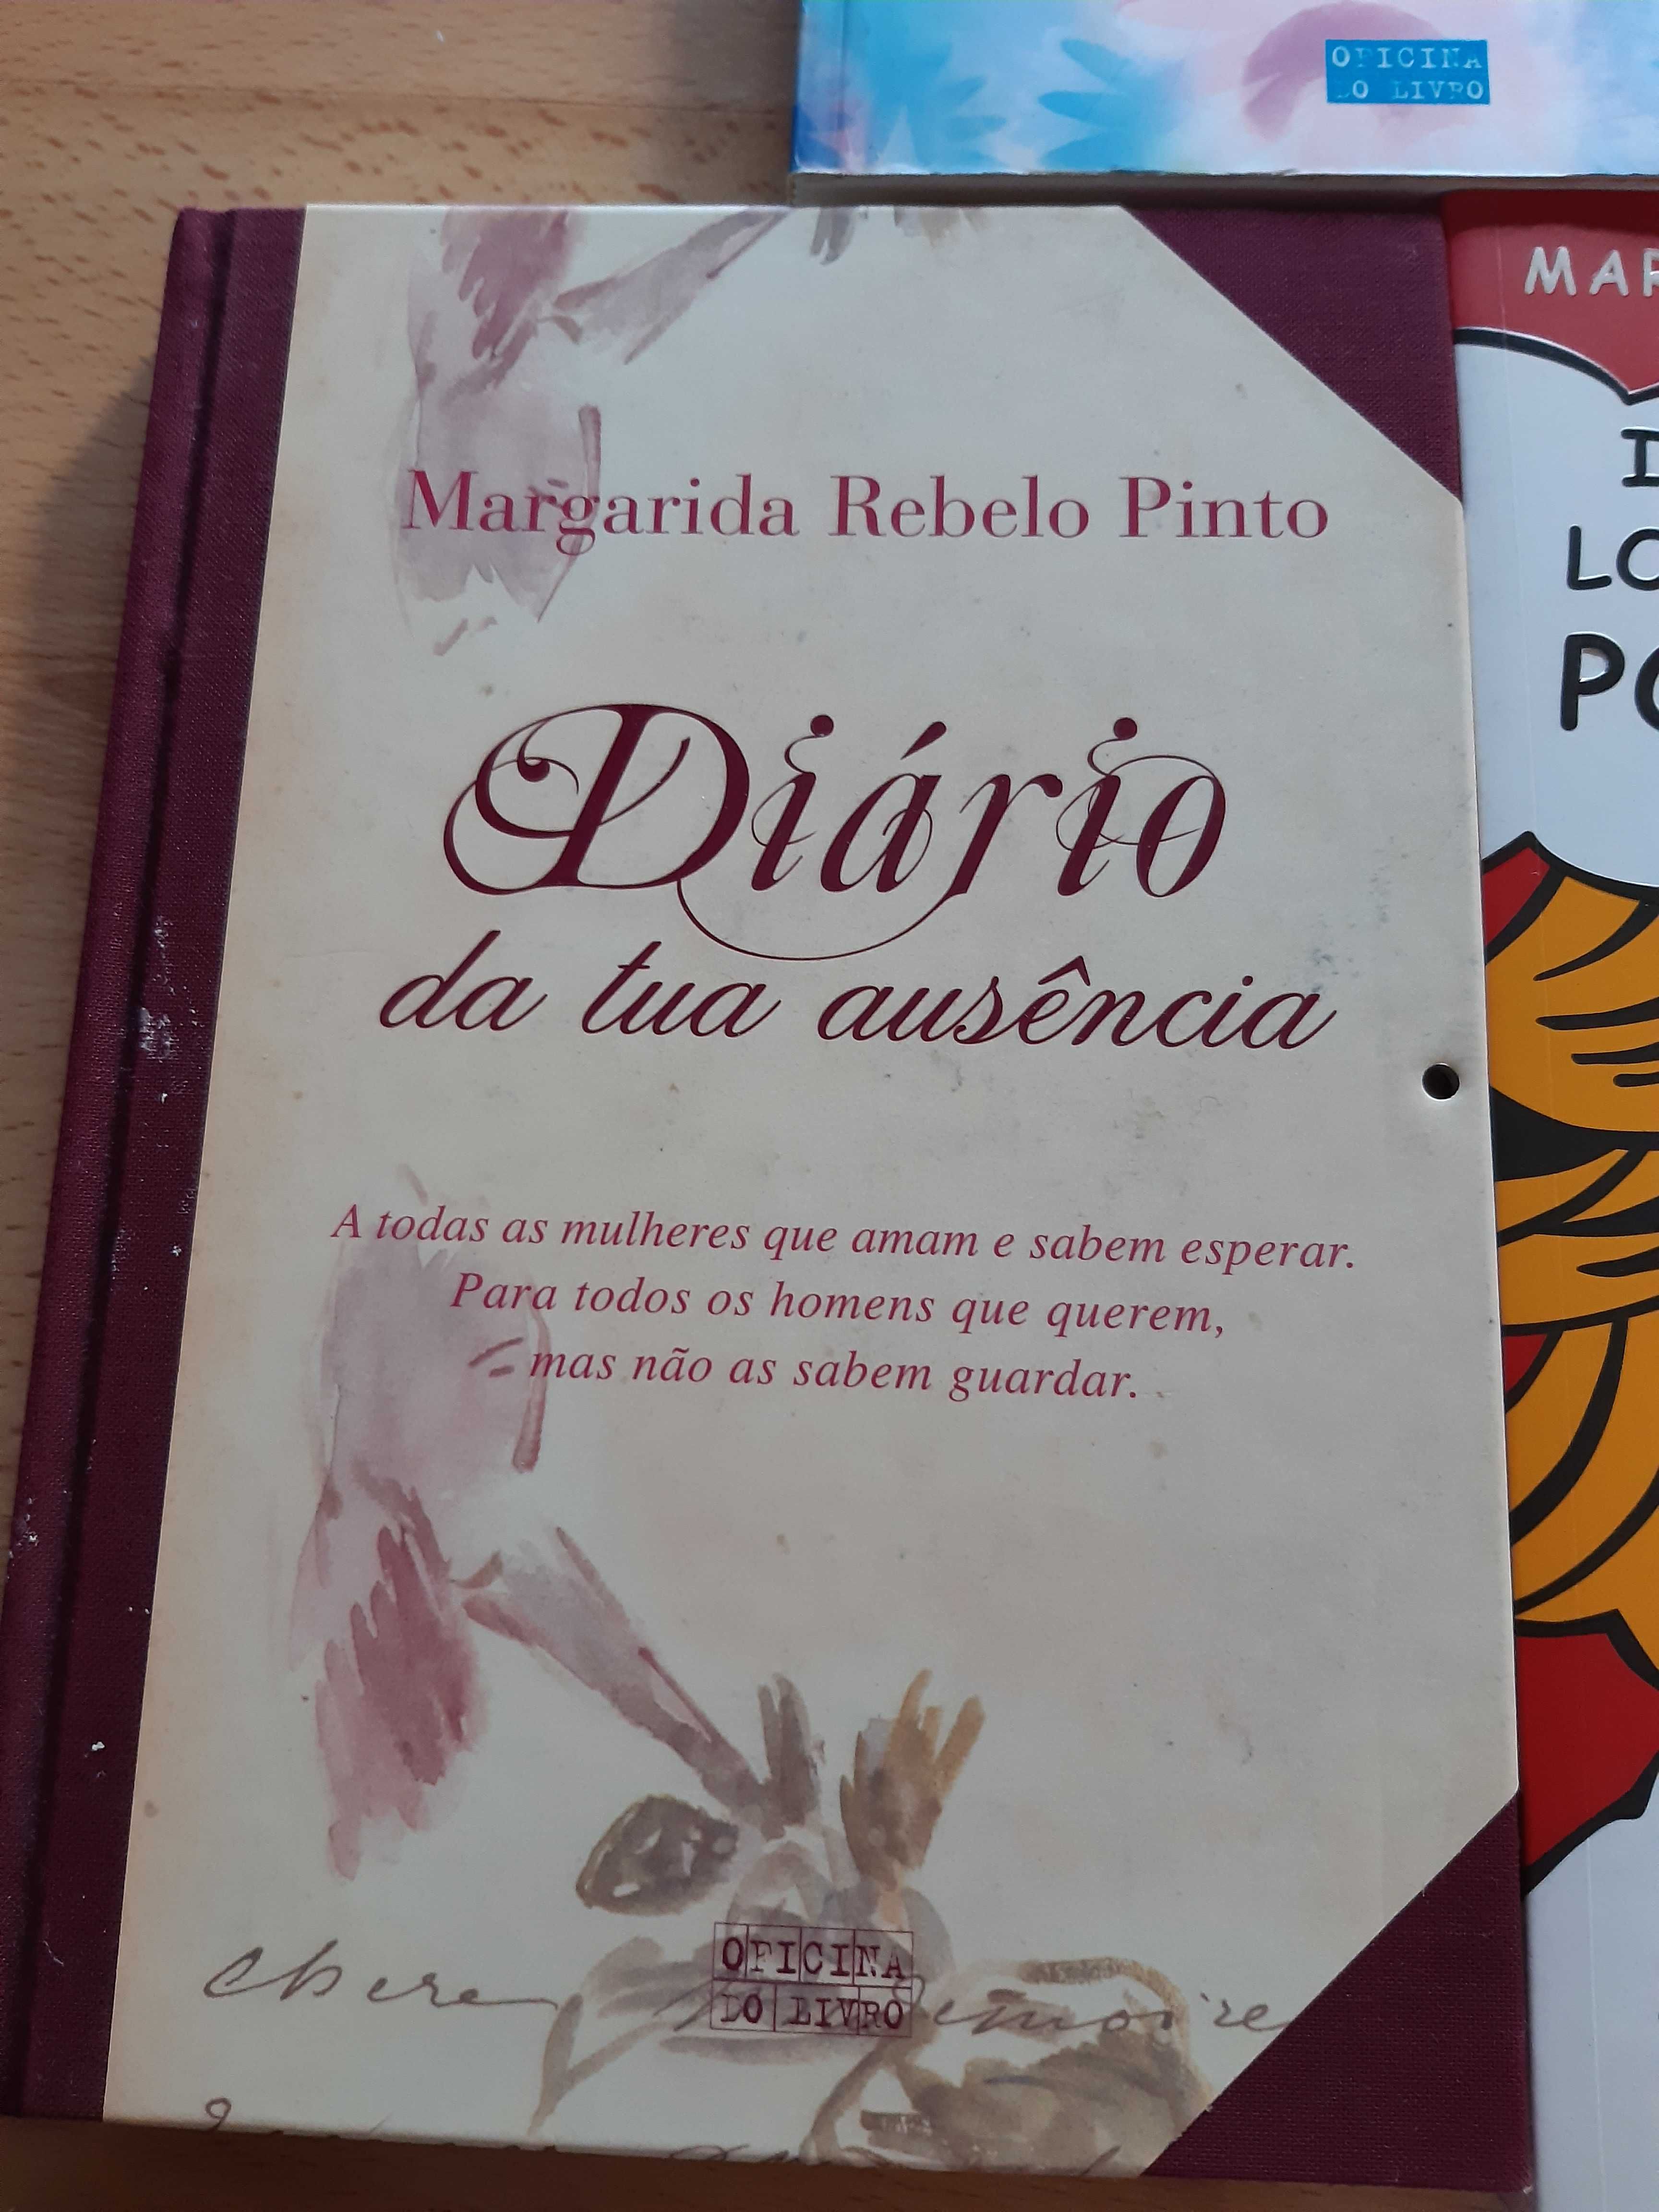 OFICINA
DO LIVRO
Margarida Rebelo Pinto
Diário
da tua ausência
A todas as mulheres que amam e sabem esperar.
Para todos os homens que querem,
mas não as sabem guardar.
OFICINA
DO LIVRO
chere
MAR
LO
PO